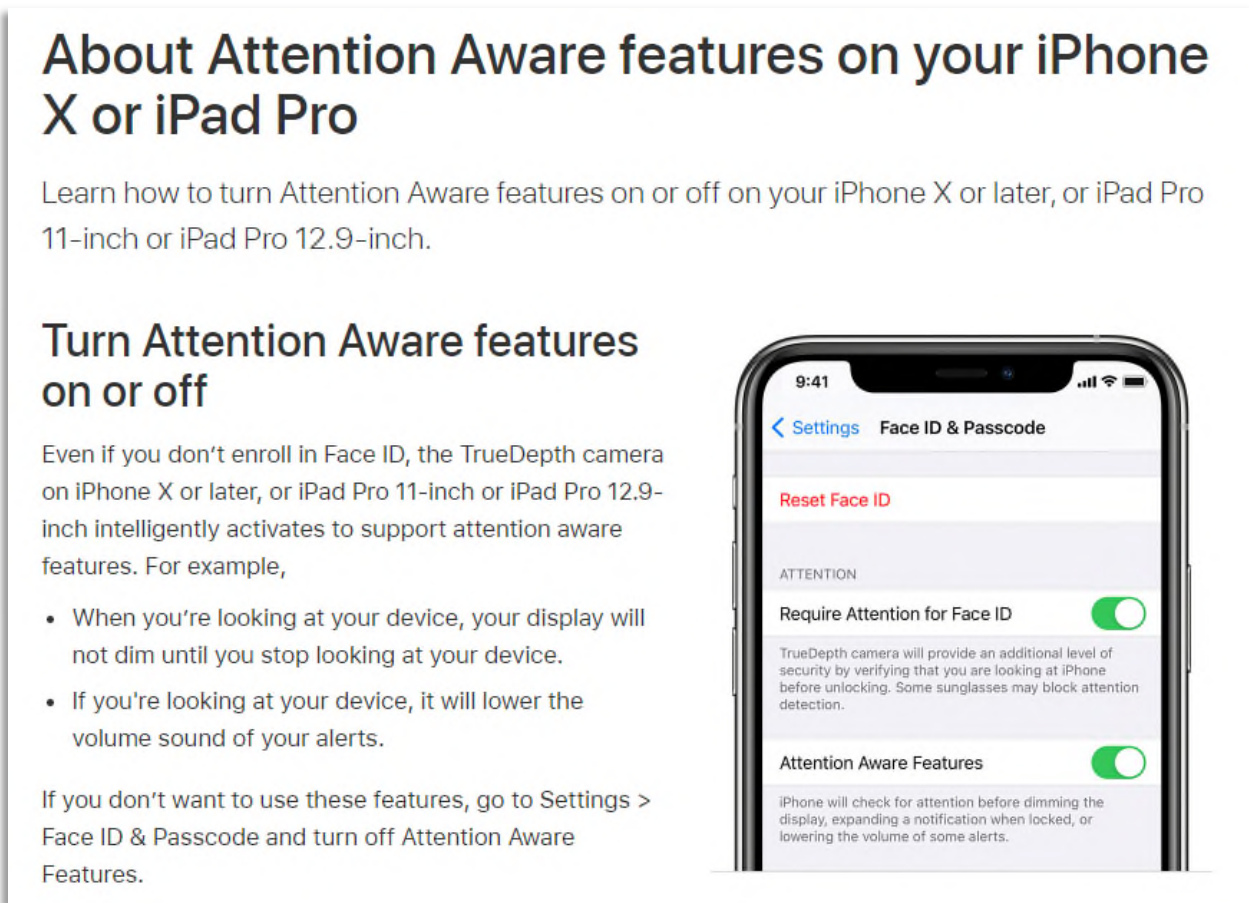 About Attention Aware features on your iPhone
X or iPad Pro
Learn how to turn Attention Aware features on or off on your iPhone X or later, or iPad Pro
11-inch or iPad Pro 12.9-inch.
Turn Attention Aware features
on or off
Even if you don’t enroll in Face ID, the TrueDepth camera
on iPhone X or later, or iPad Pro 11-inch or iPad Pro 12.9-
inch intelligently activates to support attention aware
features. For example,
• When you’re looking at your device, your display will
not dim until you stop looking at your device.
• If you're looking at your device, it will lower the
volume sound of your alerts.
If you don’t want to use these features, go to Settings >
Face ID & Passcode and turn off Attention Aware
Features.
9:41
Settings Face ID & Passcode
Reset Face ID
ATTENTION
Require Attention for Face ID
TrueDepth camera will provide an additional level of
security by verifying that you are looking at iPhone
before unlocking. Some sunglasses may block attention
detection.
Attention Aware Features
iPhone will check for attention before dimming the
display, expanding a notification when locked, or
lowering the volume of some alerts.